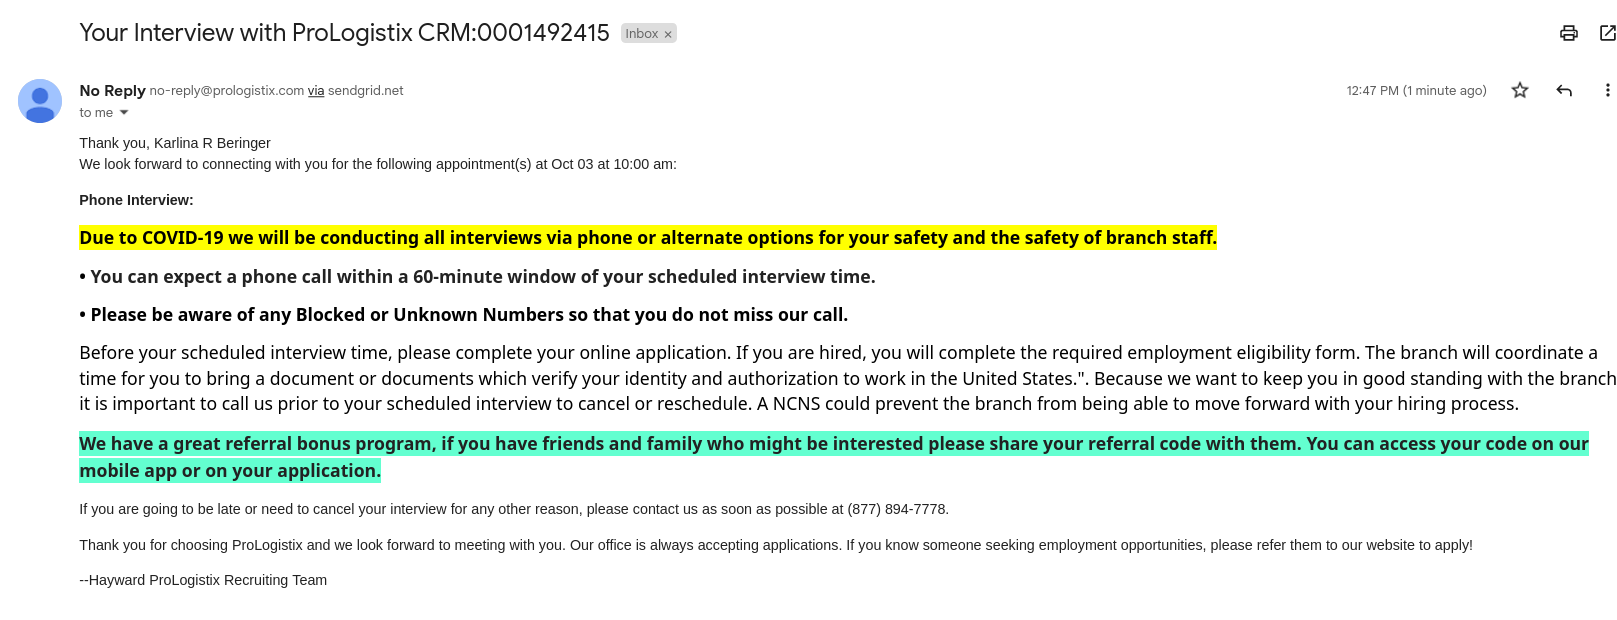 Your Interview with ProLogistix CRM:0001492415 Inbox ×
No Reply no-reply@prologistix.com via sendgrid.net 12:47 PM (1 minute ago)
to me
Thank you, Karlina R Beringer
We look forward to connecting with you for the following appointment(s) at Oct 03 at 10:00 am:
Phone Interview:
Due to COVID-19 we will be conducting all interviews via phone or alternate options for your safety and the safety of branch staff.
• You can expect a phone call within a 60-minute window of your scheduled interview time.
• Please be aware of any Blocked or Unknown Numbers so that you do not miss our call.
Before your scheduled interview time, please complete your online application. If you are hired, you will complete the required employment eligibility form. The branch will coordinate a
time for you to bring a document or documents which verify your identity and authorization to work in the United States.". Because we want to keep you in good standing with the branch
it is important to call us prior to your scheduled interview to cancel or reschedule. A NCNS could prevent the branch from being able to move forward with your hiring process.
We have a great referral bonus program, if you have friends and family who might be interested please share your referral code with them. You can access your code on our
mobile app or on your application.
If you are going to be late or need to cancel your interview for any other reason, please contact us as soon as possible at (877) 894-7778.
Thank you for choosing ProLogistix and we look forward to meeting with you. Our office is always accepting applications. If you know someone seeking employment opportunities, please refer them to our website to apply!
--Hayward ProLogistix Recruiting Team